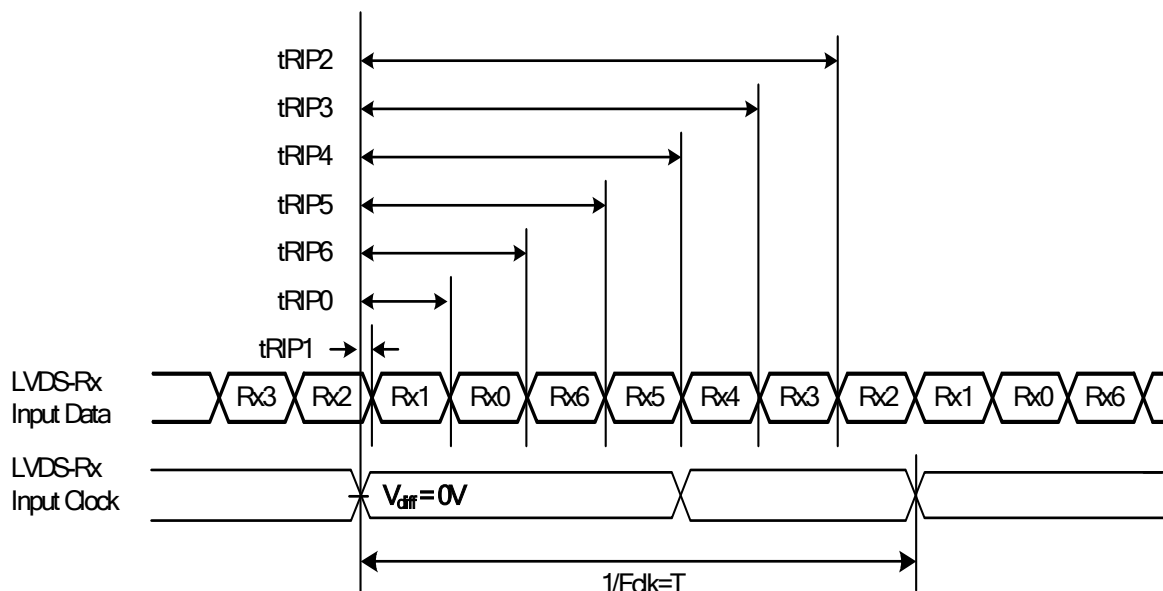 tRIP2
tRIP3
tRIP4
tRIP5
tRIP6
tRIP0
tRIP1
LVDS-Rx
Input Data
Rx3 Rx2 Rx1 Rx0 Rx6 Rx5 Rx4 Rx3 Rx2 Rx1 Rx0 Rx6
LVDS-Rx
Input Clock
Vdiff = 0V
1/Fclk=T